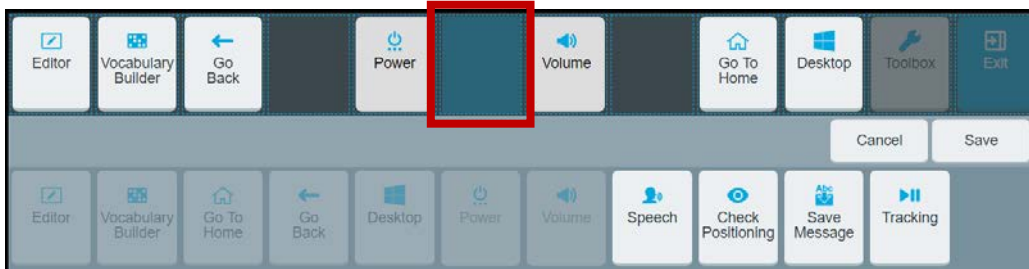 Editor
Vocabulary
Builder
Go
Back
Power
Volume
Go To
Home
Desktop
Toolbox
Exit
Cancel
Save
Editor
Vocabulary
Builder
Go To
Home
Go
Back
Desktop
Power
Volume
Speech
Check
Positioning
Abc
Save
Message
Tracking